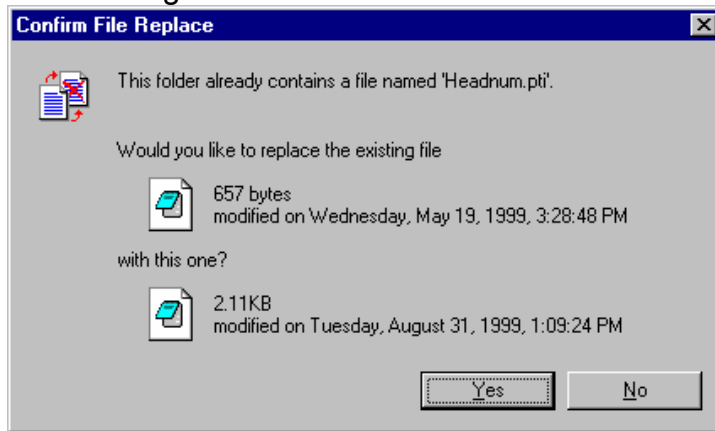 Confirm File Replace
This folder already contains a file named 'Headnum.pti'.
Would you like to replace the existing file
657 bytes
modified on Wednesday, May 19, 1999, 3:28:48 PM
with this one?
2.11KB
modified on Tuesday, August 31, 1999, 1:09:24 PM
Yes No